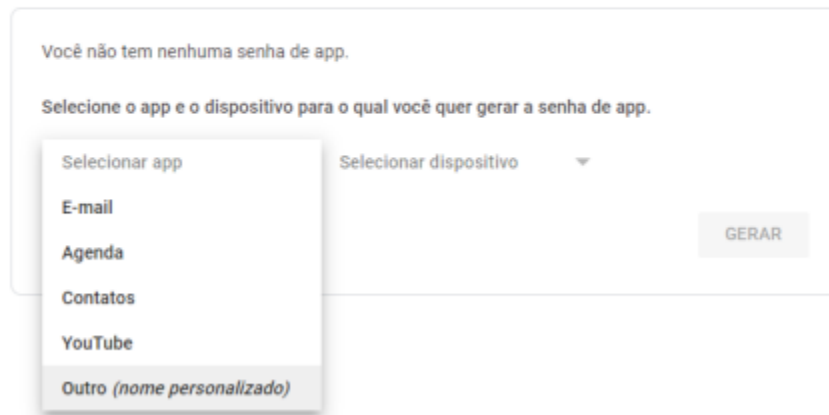 Você não tem nenhuma senha de app.
Selecione o app e o dispositivo para o qual você quer gerar a senha de app.
Selecionar app
Selecionar dispositivo
E-mail
Agenda
Contatos
YouTube
Outro (nome personalizado)
GERAR